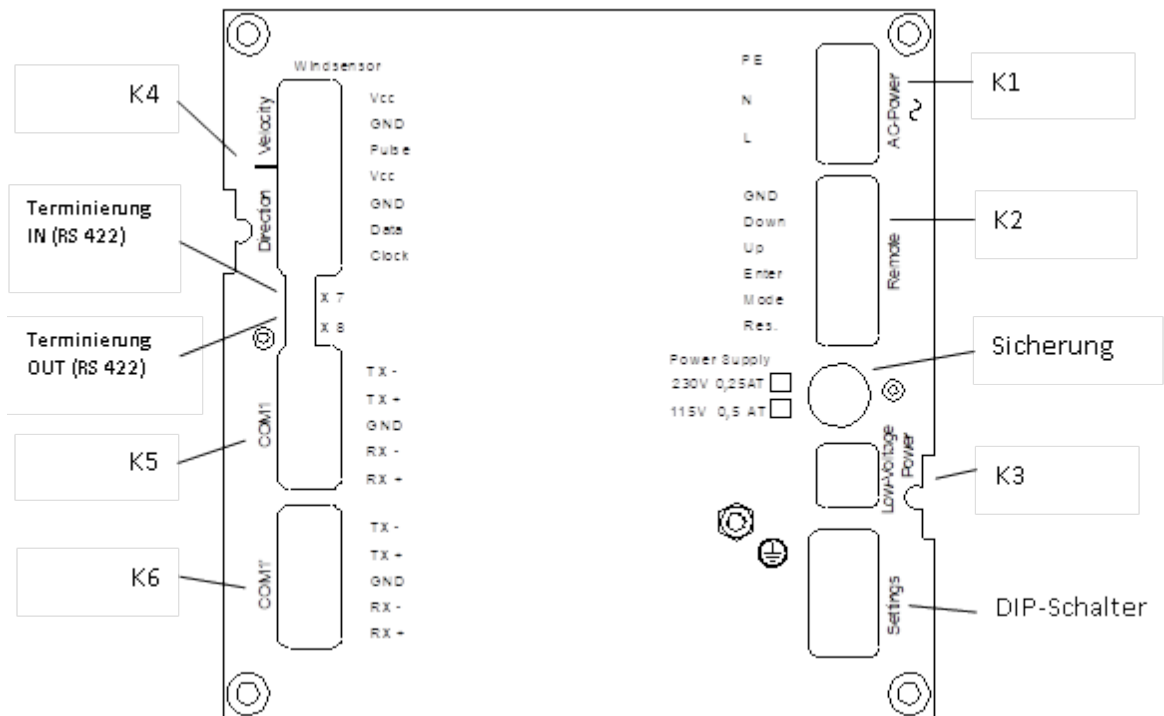 K4
Terminierung
IN (RS 422)
Terminierung
OUT (RS 422)
K5
K6
Windsensor
Velocity
Direction
Vcc
GND
Pulse
Vcc
GND
Data
Clock
X 7
X 8
COM1
TX -
TX +
GND
RX -
RX +
COM1'
TX -
TX +
GND
RX -
RX +
PE
N
L
AC-Power
~
GND
Down
Up
Enter
Mode
Res.
Remote
Power Supply
230V 0,25AT
115V 0,5 AT
Low-Voltage
Power
Settings
K1
K2
Sicherung
K3
DIP-Schalter